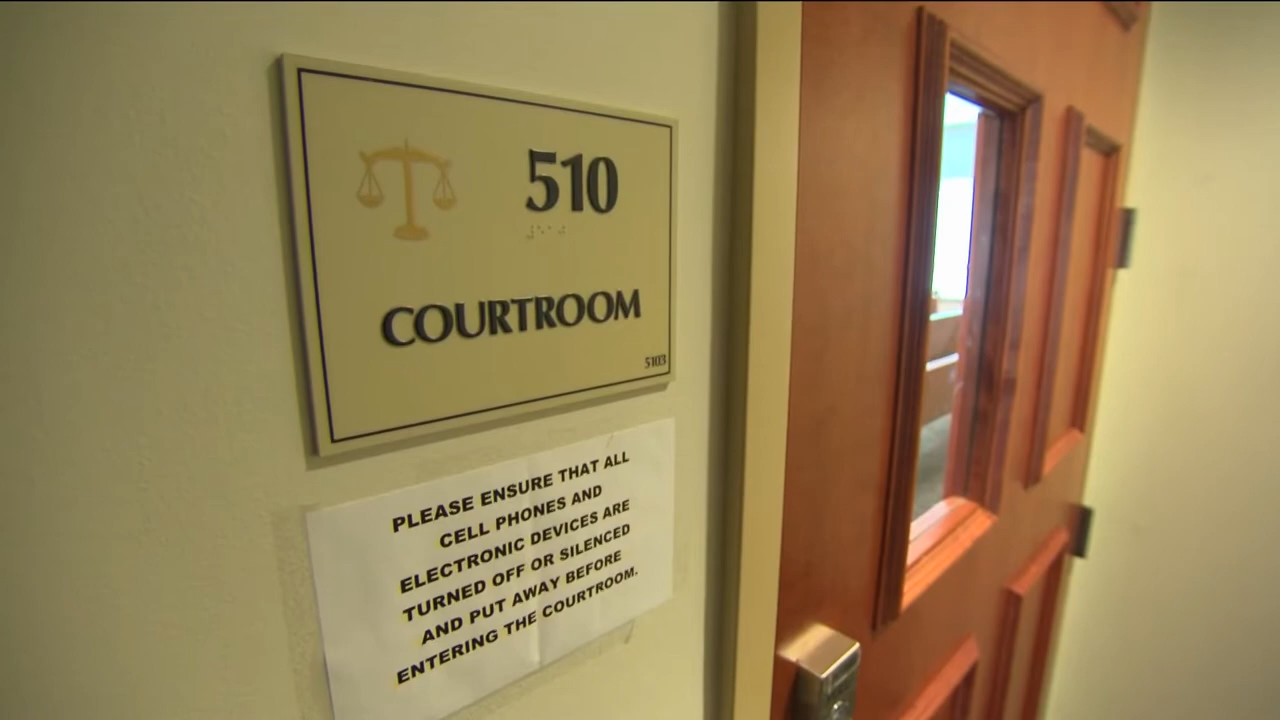 510
COURTROOM
5103
PLEASE ENSURE THAT ALL
CELL PHONES AND
ELECTRONIC DEVICES ARE
TURNED OFF OR SILENCED
AND PUT AWAY BEFORE
ENTERING THE COURTROOM.